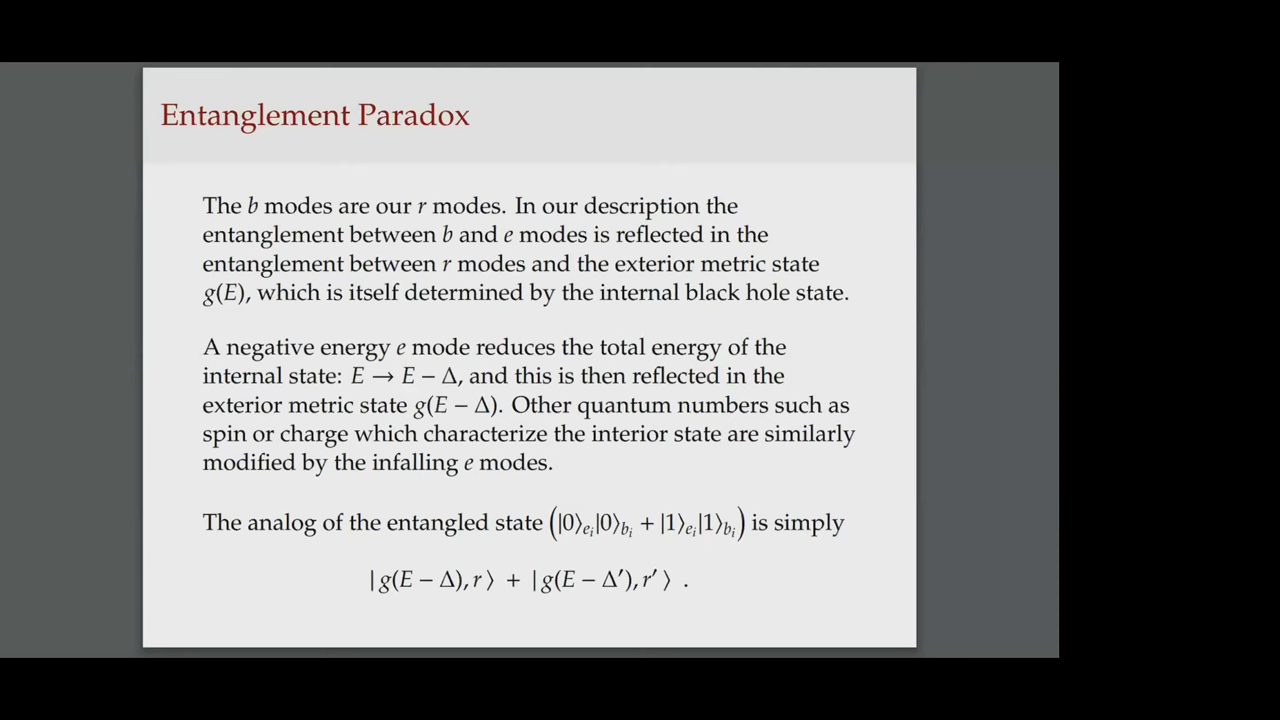 Entanglement Paradox
The b modes are our r modes. In our description the
entanglement between b and e modes is reflected in the
entanglement between r modes and the exterior metric state
g(E), which is itself determined by the internal black hole state.
A negative energy e mode reduces the total energy of the
internal state: E → E − Δ, and this is then reflected in the
exterior metric state g(E − Δ). Other quantum numbers such as
spin or charge which characterize the interior state are similarly
modified by the infalling e modes.
The analog of the entangled state (|0⟩eᵢ|0⟩bᵢ + |1⟩eᵢ|1⟩bᵢ) is simply
| g(E − Δ), r ⟩ + | g(E − Δ′), r′ ⟩ .